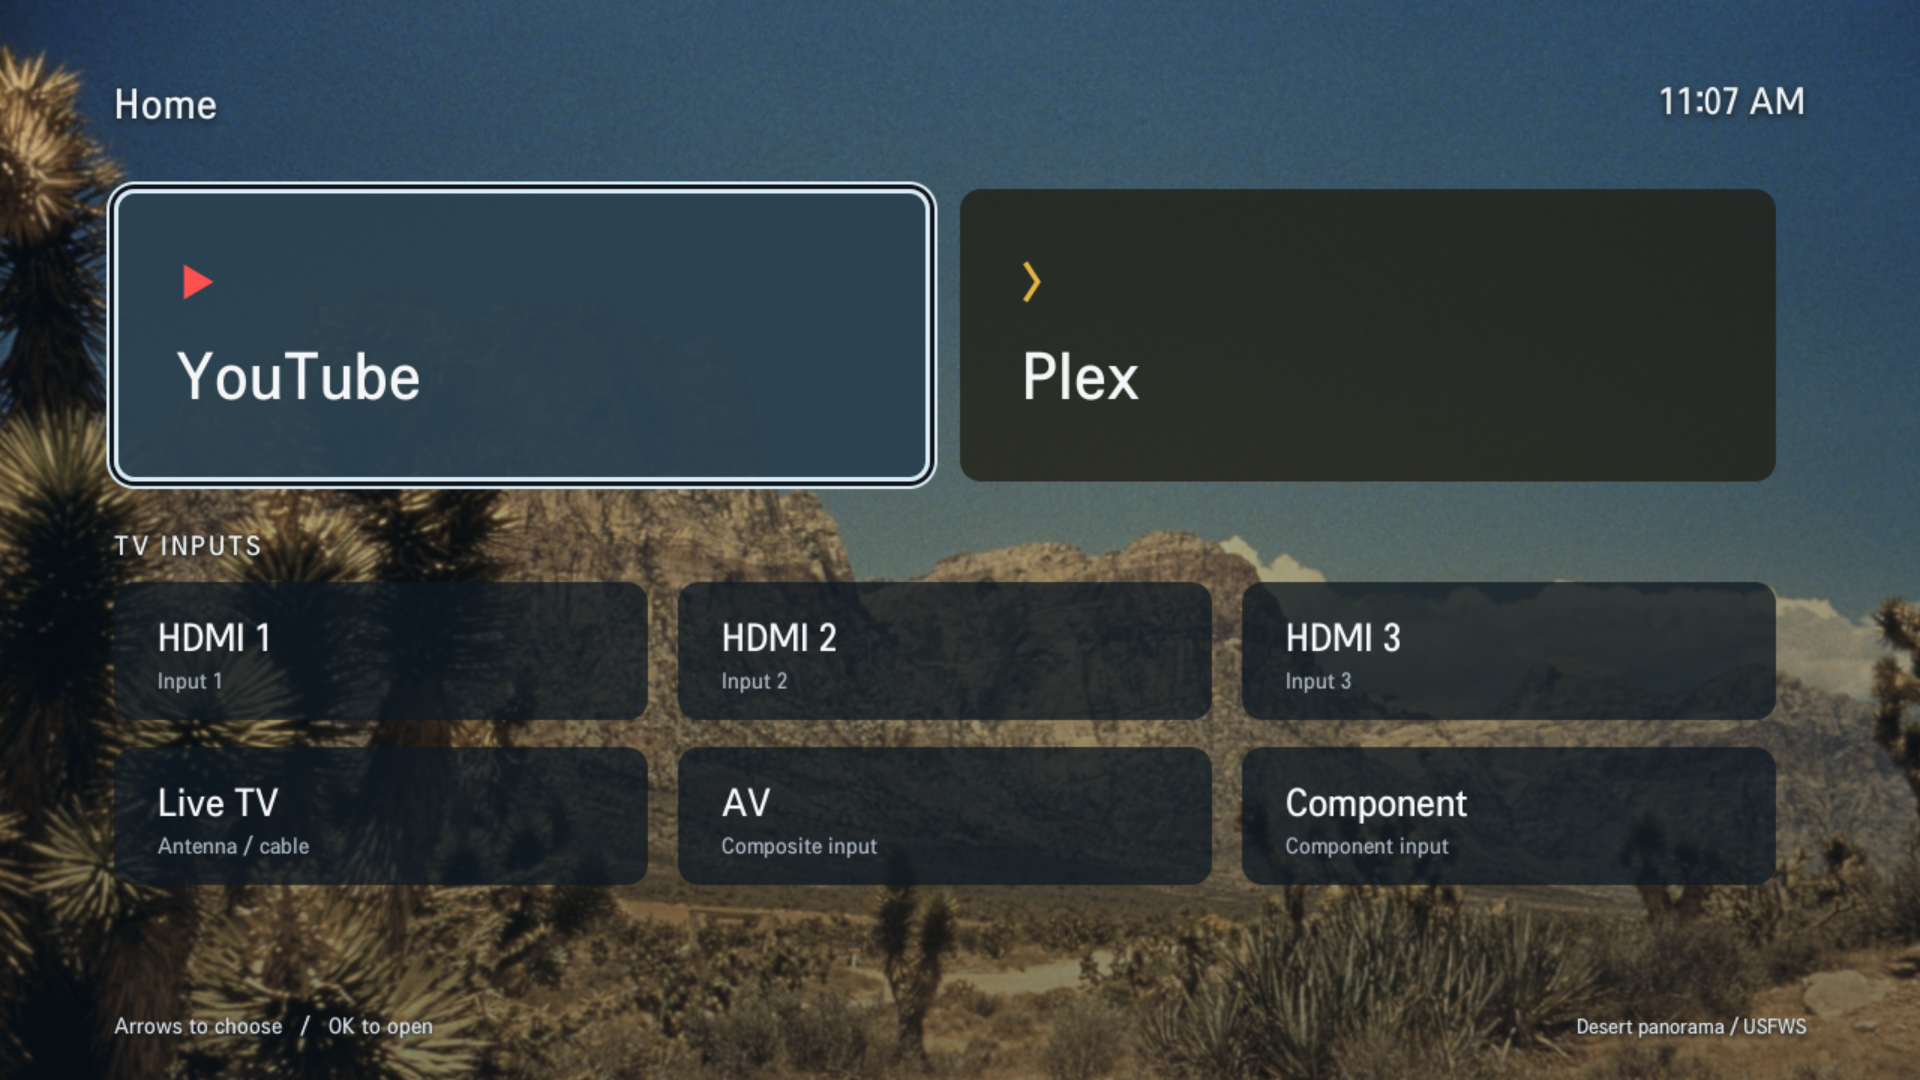 Home
11:07 AM
YouTube
Plex
TV INPUTS
HDMI 1
Input 1
HDMI 2
Input 2
HDMI 3
Input 3
Live TV
Antenna / cable
AV
Composite input
Component
Component input
Arrows to choose / OK to open
Desert panorama / USFWS